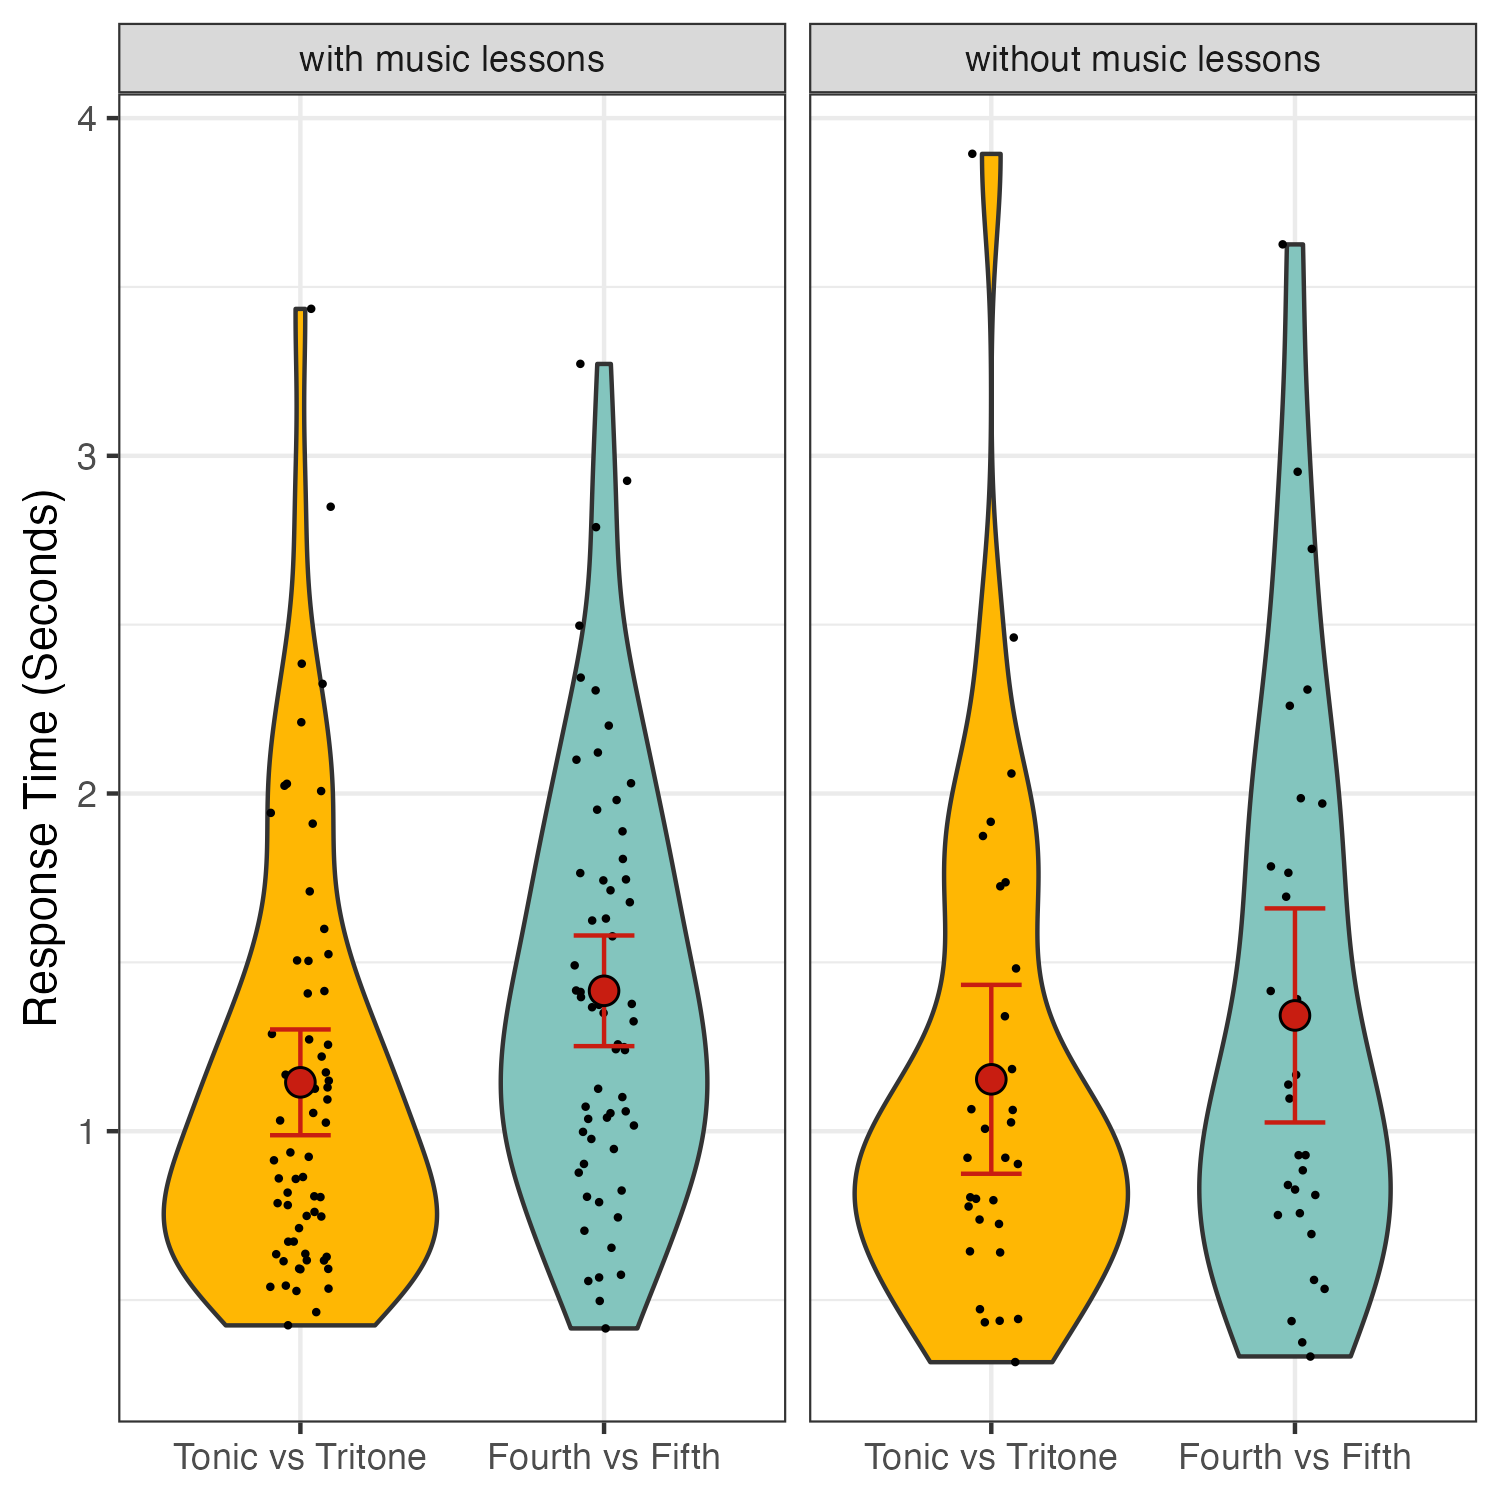 with music lessons
without music lessons
Response Time (Seconds)
4
3
2
1
Tonic vs Tritone
Fourth vs Fifth
Tonic vs Tritone
Fourth vs Fifth